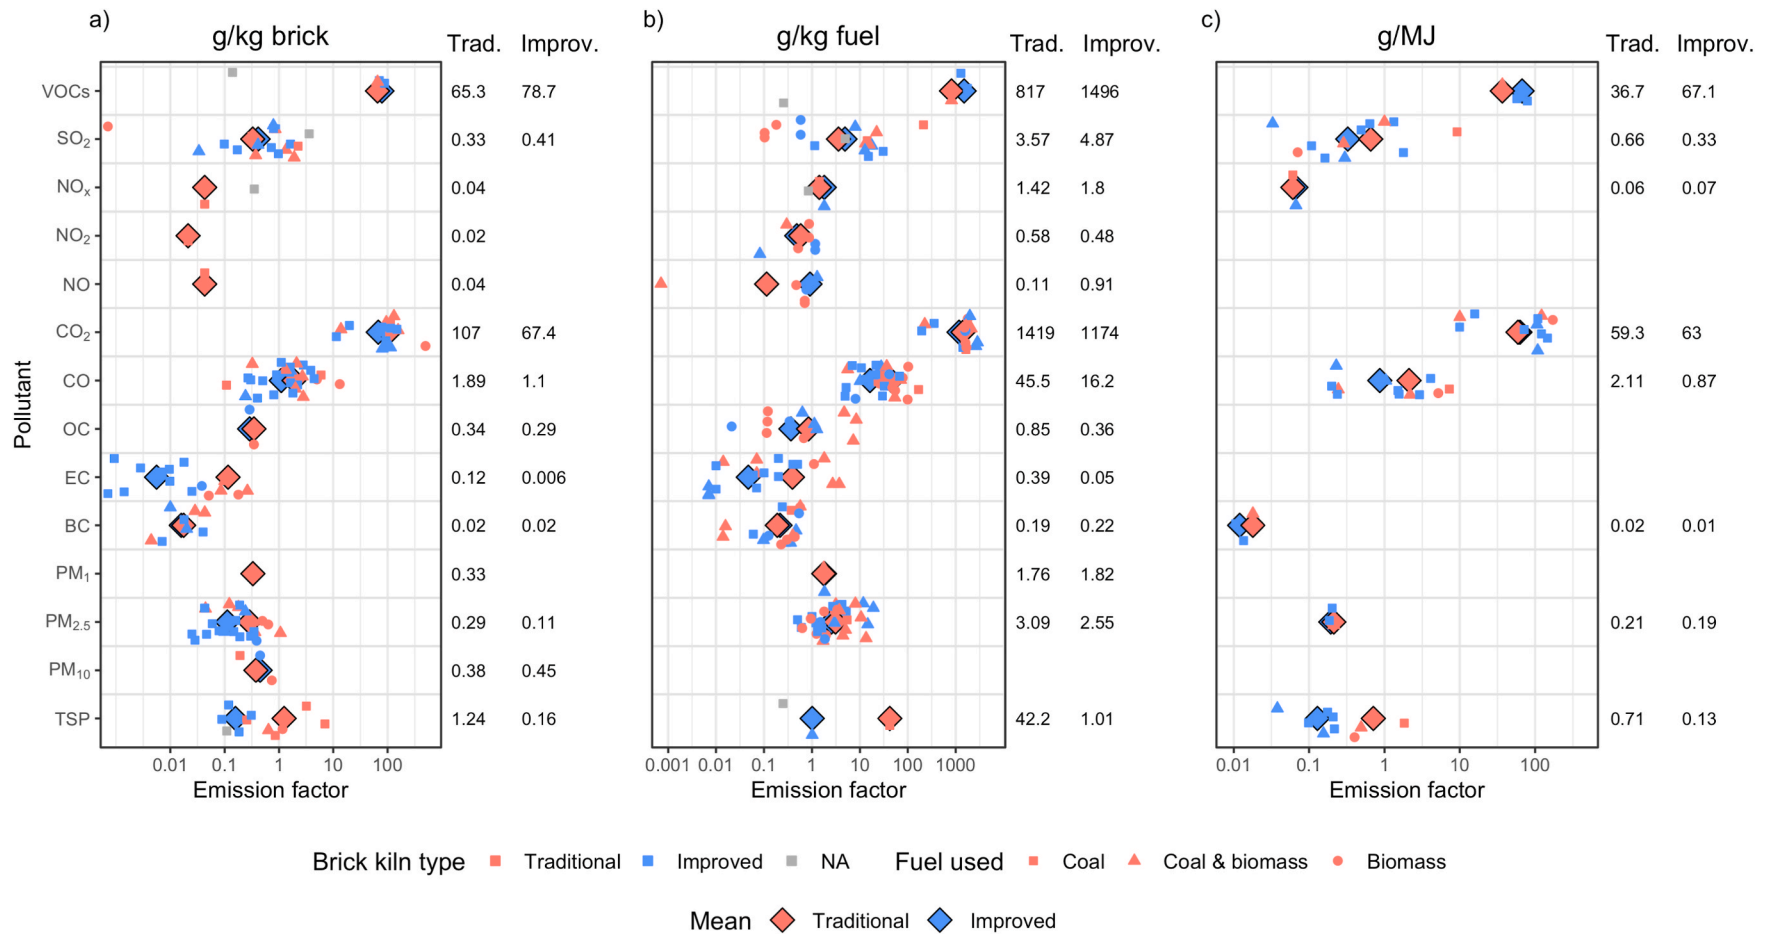 a) g/kg brick Trad. Improv. b) g/kg fuel Trad. Improv. c) g/MJ Trad. Improv.
VOCs 65.3 78.7 817 1496 36.7 67.1
SO2 0.33 0.41 3.57 4.87 0.66 0.33
NOx 0.04 1.42 1.8 0.06 0.07
NO2 0.02 0.58 0.48
NO 0.04 0.11 0.91
CO2 107 67.4 1419 1174 59.3 63
CO 1.89 1.1 45.5 16.2 2.11 0.87
OC 0.34 0.29 0.85 0.36
EC 0.12 0.006 0.39 0.05
BC 0.02 0.02 0.19 0.22 0.02 0.01
PM1 0.33 1.76 1.82
PM2.5 0.29 0.11 3.09 2.55 0.21 0.19
PM10 0.38 0.45
TSP 1.24 0.16 42.2 1.01 0.71 0.13
Pollutant
0.01 0.1 1 10 100 0.001 0.01 0.1 1 10 100 1000 0.01 0.1 1 10 100
Emission factor Emission factor Emission factor
Brick kiln type Traditional Improved NA Fuel used Coal Coal & biomass Biomass
Mean Traditional Improved